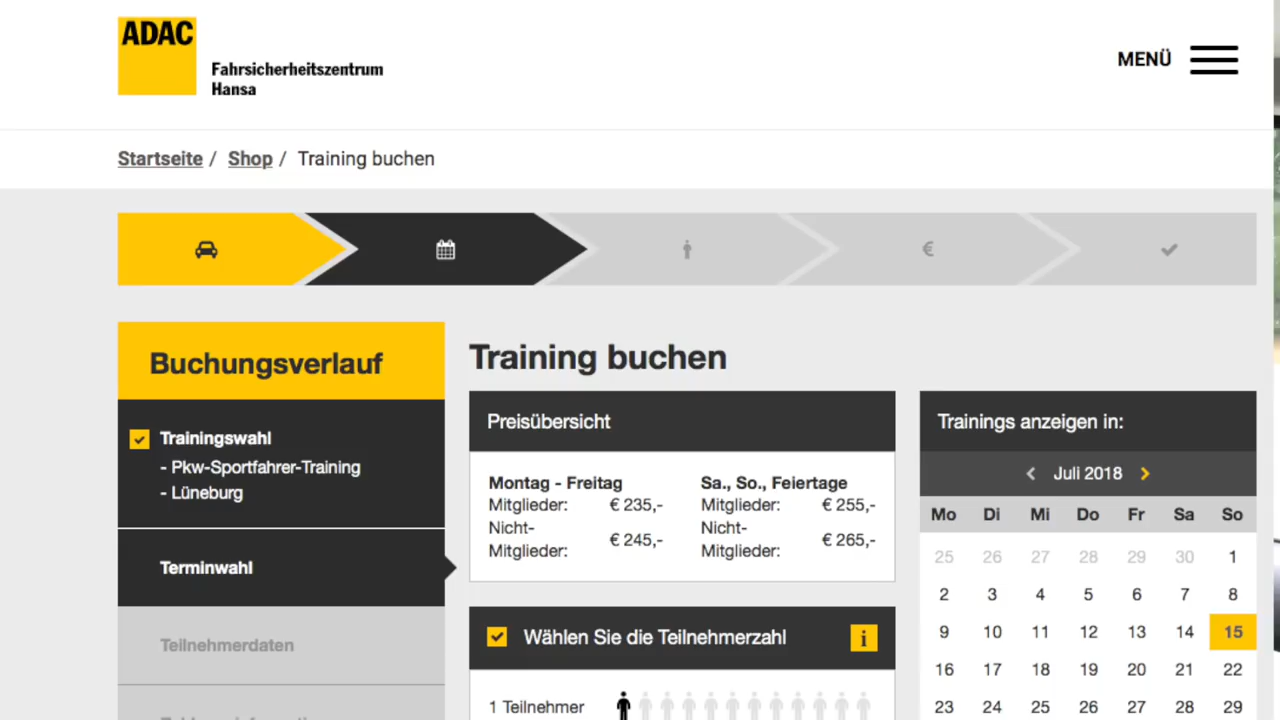 ADAC
Fahrsicherheitszentrum
Hansa
MENÜ
Startseite / Shop / Training buchen
€
Buchungsverlauf
Trainingswahl
- Pkw-Sportfahrer-Training
- Lüneburg
Terminwahl
Teilnehmerdaten
Training buchen
Preisübersicht
Montag - Freitag
Mitglieder: € 235,-
Nicht-
Mitglieder: € 245,-
Sa., So., Feiertage
Mitglieder: € 255,-
Nicht-
Mitglieder: € 265,-
Wählen Sie die Teilnehmerzahl i
1 Teilnehmer
Trainings anzeigen in:
Juli 2018
Mo Di Mi Do Fr Sa So
25 26 27 28 29 30 1
2 3 4 5 6 7 8
9 10 11 12 13 14 15
16 17 18 19 20 21 22
23 24 25 26 27 28 29